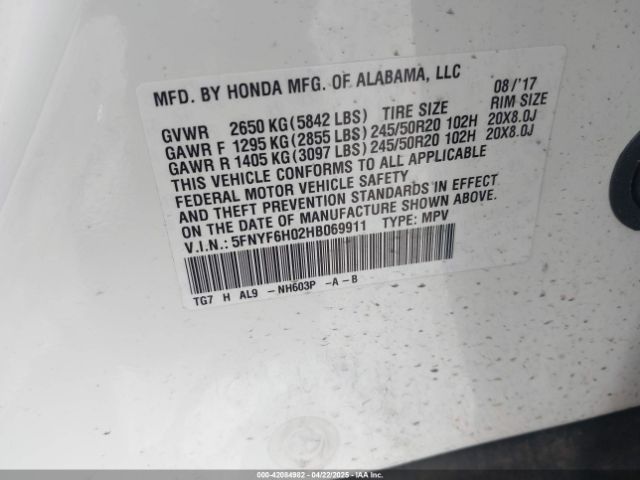 MFD. BY HONDA MFG. OF ALABAMA, LLC 08/'17
GVWR 2650 KG(5842 LBS) TIRE SIZE RIM SIZE
GAWR F 1295 KG(2855 LBS) 245/50R20 102H 20X8.0J
GAWR R 1405 KG(3097 LBS) 245/50R20 102H 20X8.0J
THIS VEHICLE CONFORMS TO ALL APPLICABLE
FEDERAL MOTOR VEHICLE SAFETY
AND THEFT PREVENTION STANDARDS IN EFFECT
ON THE DATE OF MANUFACTURE SHOWN ABOVE.
V.I.N.: 5FNYF6H02HB069911 TYPE: MPV
TG7 H AL9 -NH603P -A-B
000-42084982 - 04/22/2025 - IAAI.COM